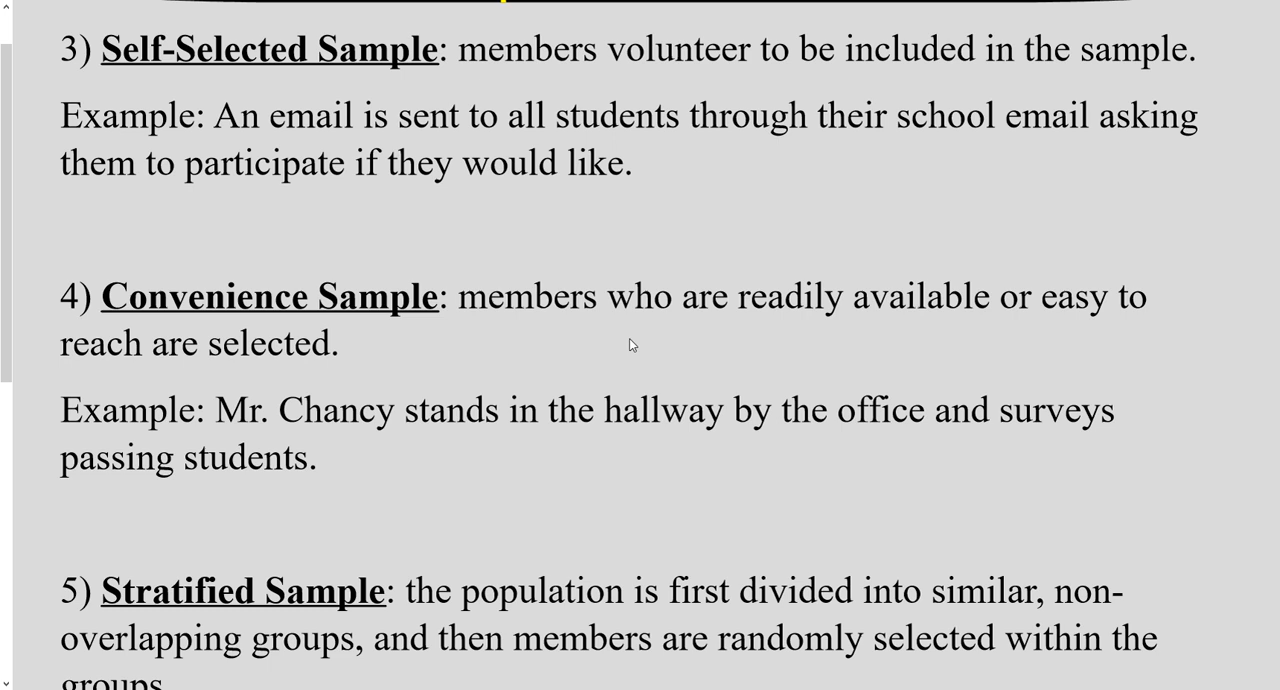 3) Self-Selected Sample: members volunteer to be included in the sample.
Example: An email is sent to all students through their school email asking
them to participate if they would like.
4) Convenience Sample: members who are readily available or easy to
reach are selected.
Example: Mr. Chancy stands in the hallway by the office and surveys
passing students.
5) Stratified Sample: the population is first divided into similar, non-
overlapping groups, and then members are randomly selected within the
groups.